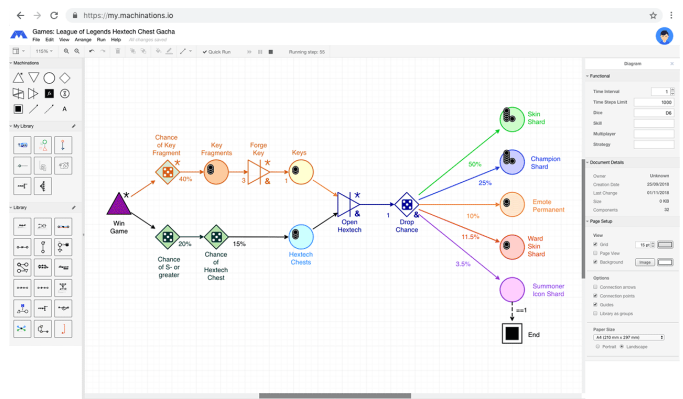 https://my.machinations.io
Games: League of Legends Hextech Chest Gacha
File Edit View Arrange Run Help All changes saved
115%
Quick Run
Running step: 55
Diagram
Machinations
A
My Library
Library
Functional
Time Interval 1
Time Steps Limit 1000
Dice D6
Skill
Multiplayer
Strategy
Document Details
Owner Unknown
Creation Date 25/09/2018
Last Change 01/11/2018
Size 0 KB
Components 32
Page Setup
View
Grid 15 pt
Page View
Background Image
Options
Connection arrows
Connection points
Guides
Library as groups
Paper Size
A4 (210 mm x 297 mm)
Portrait Landscape
Chance
of Key
Fragment
*
40%
Key
Fragments
3
Forge
Key
*
&
1
Keys
Win
Game
*
20%
Chance
of S- or
greater
15%
Chance
of
Hextech
Chest
Hextech
Chests
*
&
Open
Hextech
1
Drop
Chance
50%
Skin
Shard
25%
Champion
Shard
10%
Emote
Permanent
11.5%
Ward
Skin
Shard
3.5%
Summoner
Icon Shard
==1
End